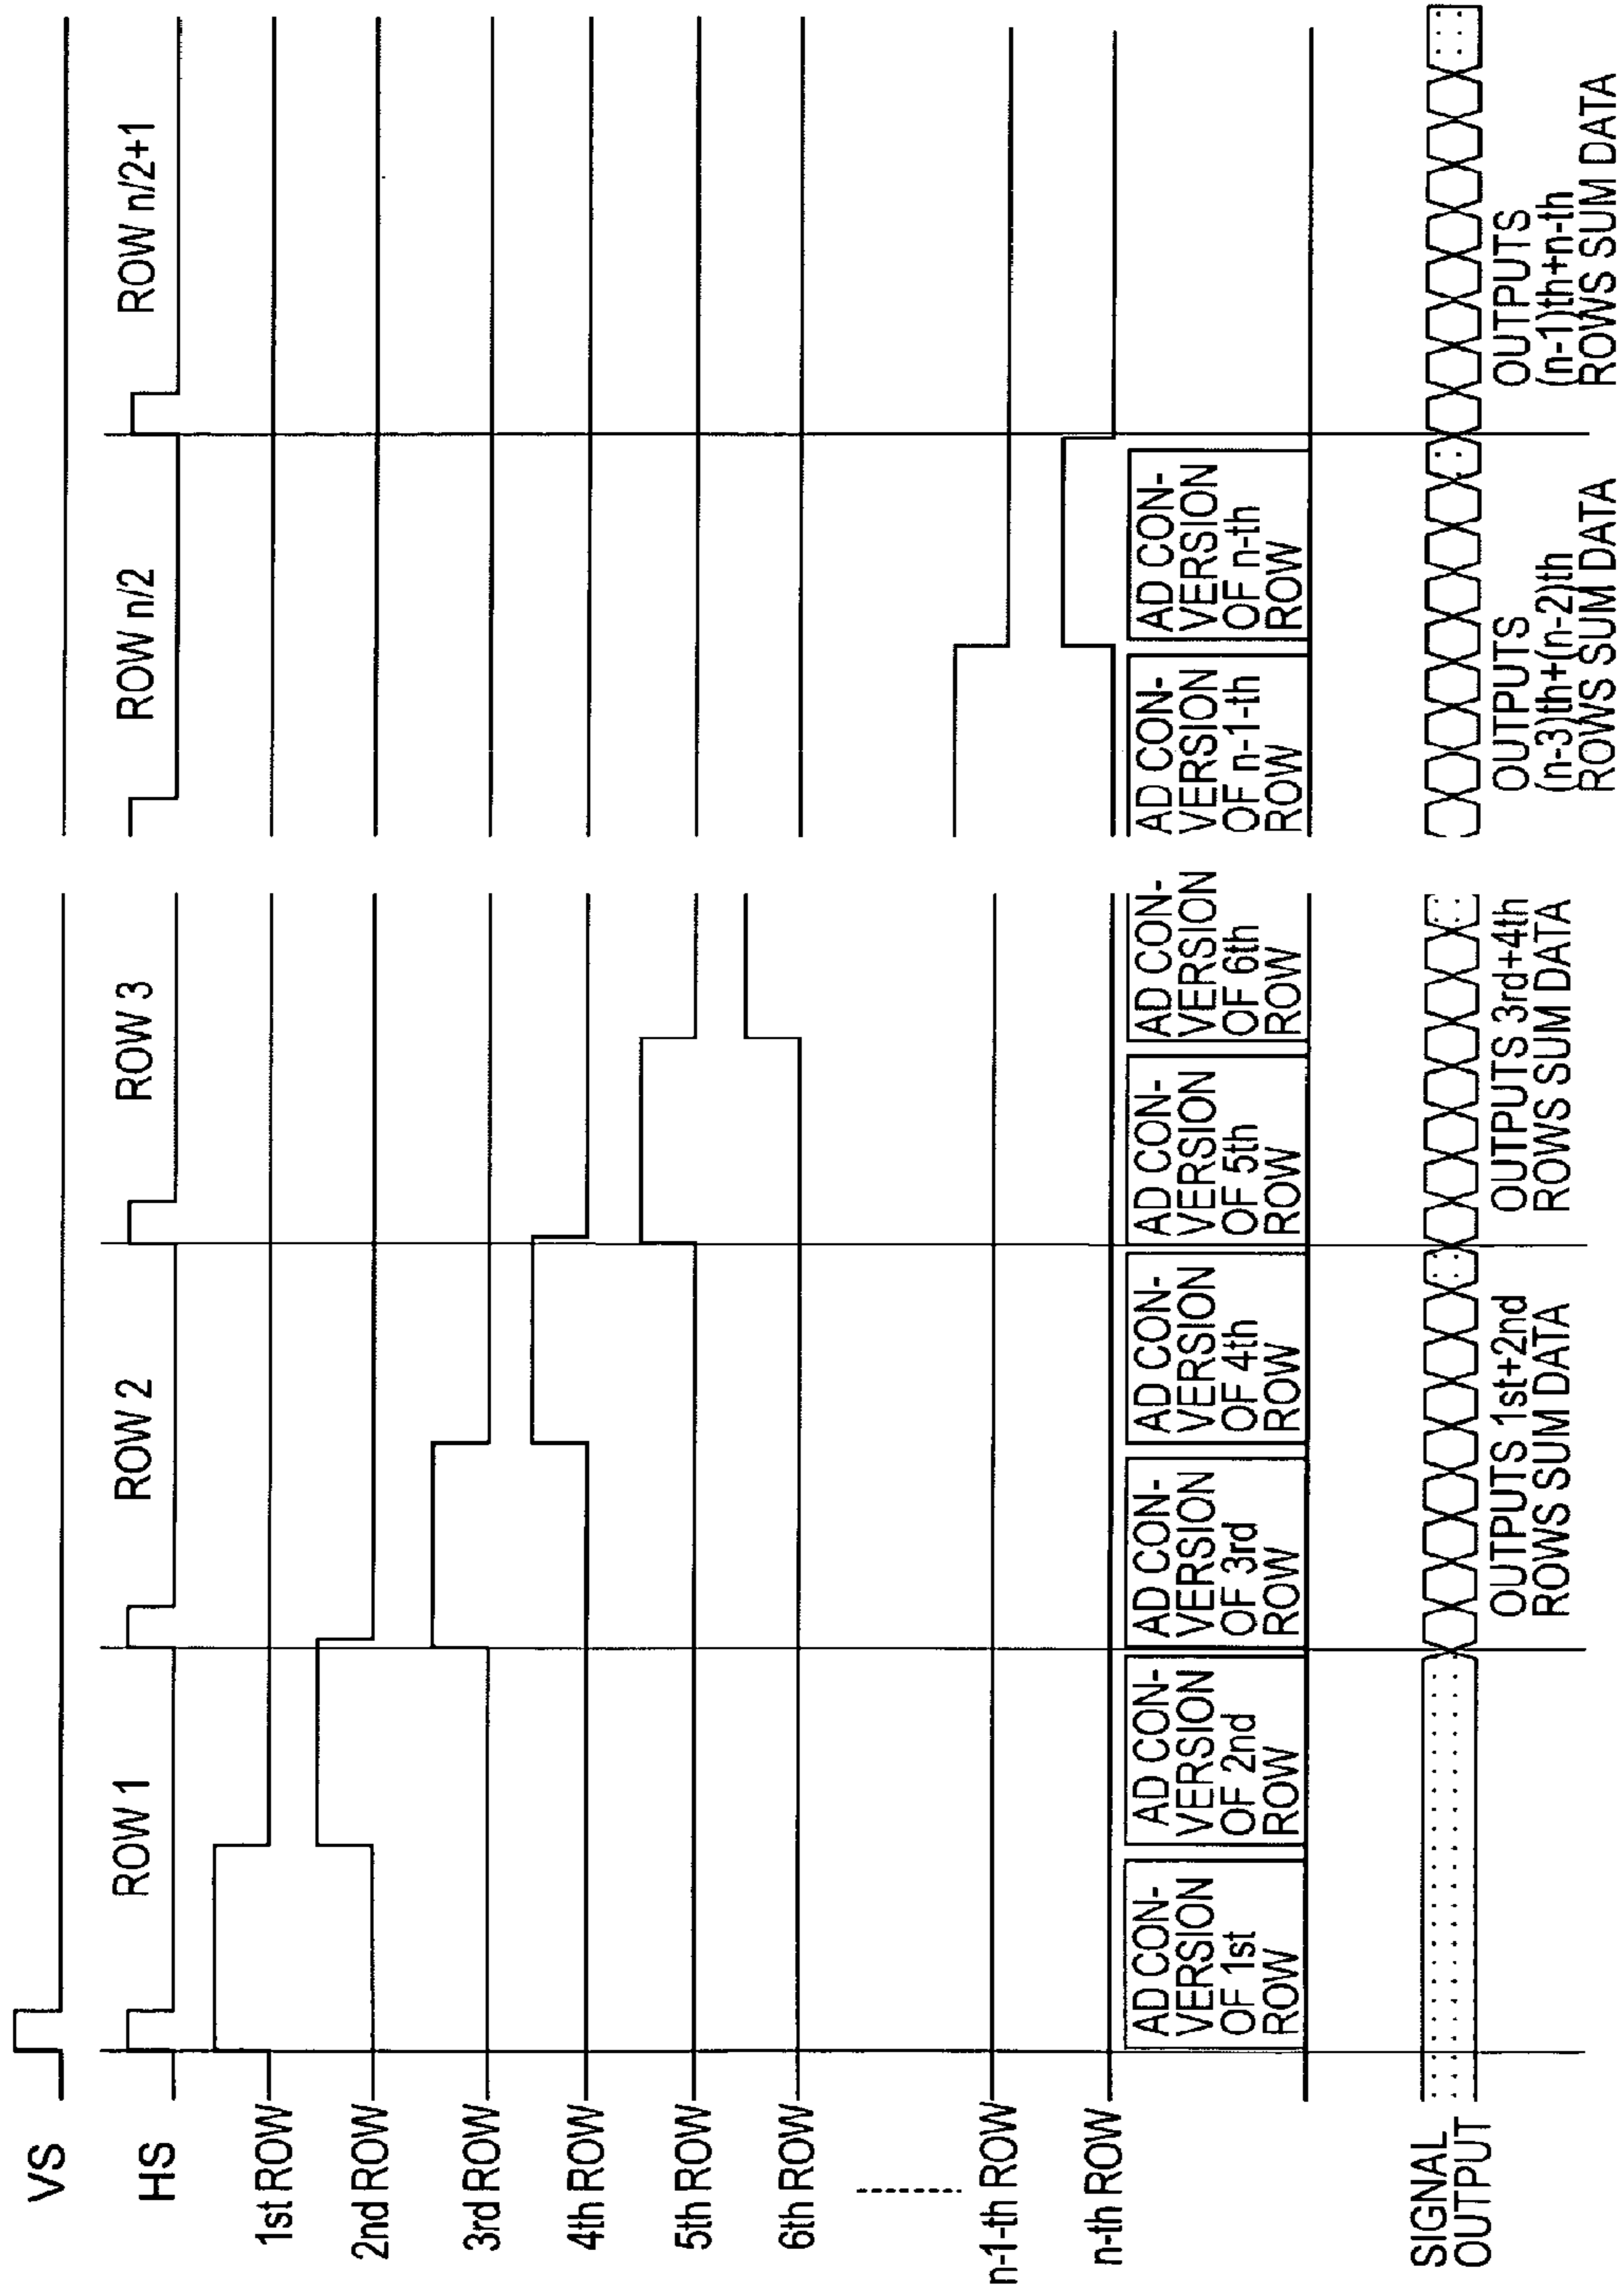 VS
HS
ROW 1
ROW 2
ROW 3
ROW n/2
ROW n/2+1
1st ROW
2nd ROW
3rd ROW
4th ROW
5th ROW
6th ROW
n-1-th ROW
n-th ROW
AD CON-
VERSION
OF 1st
ROW
AD CON-
VERSION
OF 2nd
ROW
AD CON-
VERSION
OF 3rd
ROW
AD CON-
VERSION
OF 4th
ROW
AD CON-
VERSION
OF 5th
ROW
AD CON-
VERSION
OF 6th
ROW
AD CON-
VERSION
OF n-1-th
ROW
AD CON-
VERSION
OF n-th
ROW
SIGNAL
OUTPUT
OUTPUTS 1st+2nd
ROWS SUM DATA
OUTPUTS 3rd+4th
ROWS SUM DATA
OUTPUTS
(n-3)th+(n-2)th
ROWS SUM DATA
OUTPUTS
(n-1)th+n-th
ROWS SUM DATA